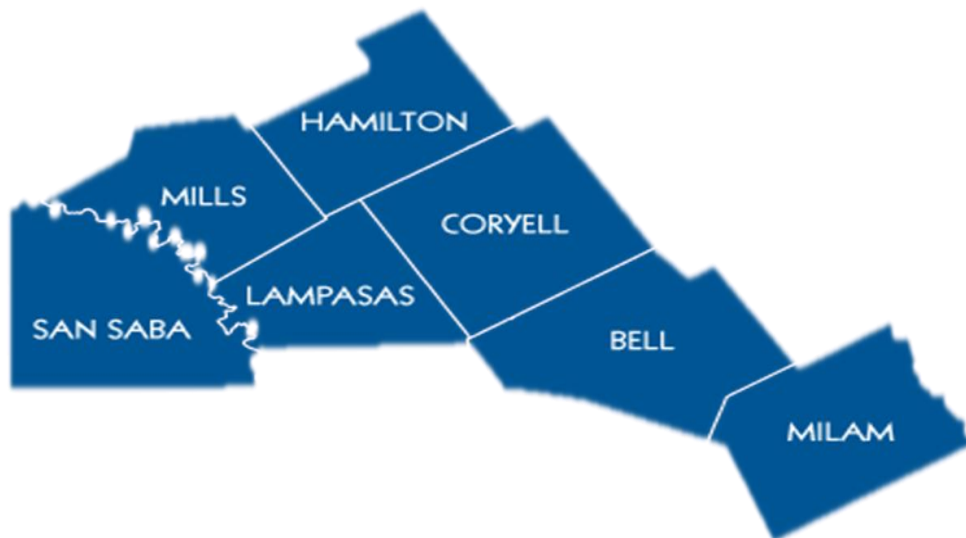 HAMILTON
MILLS
CORYELL
LAMPASAS
SAN SABA
BELL
MILAM